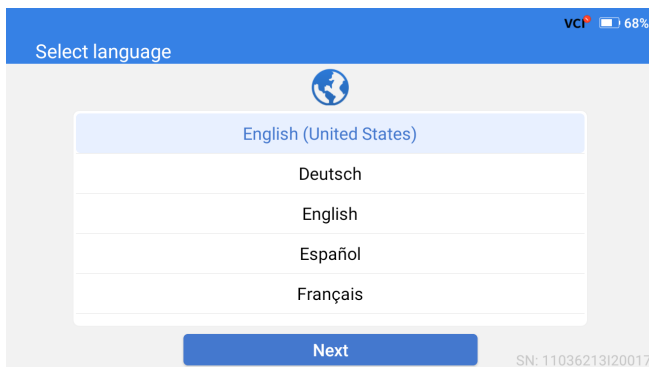 VCI 68%
Select language
English (United States)
Deutsch
English
Español
Français
Next
SN: 11036213I20017